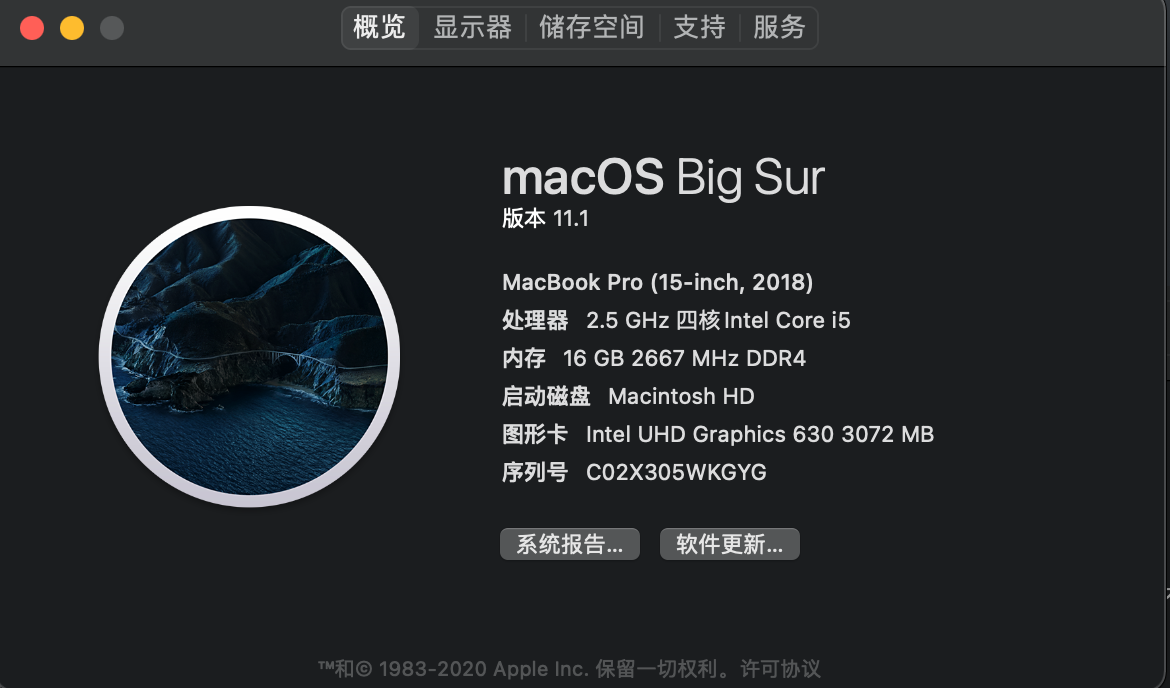 概览 显示器 储存空间 支持 服务
macOS Big Sur
版本 11.1
MacBook Pro (15-inch, 2018)
处理器 2.5 GHz 四核Intel Core i5
内存 16 GB 2667 MHz DDR4
启动磁盘 Macintosh HD
图形卡 Intel UHD Graphics 630 3072 MB
序列号 C02X305WKGYG
系统报告... 软件更新...
™和© 1983-2020 Apple Inc. 保留一切权利。许可协议